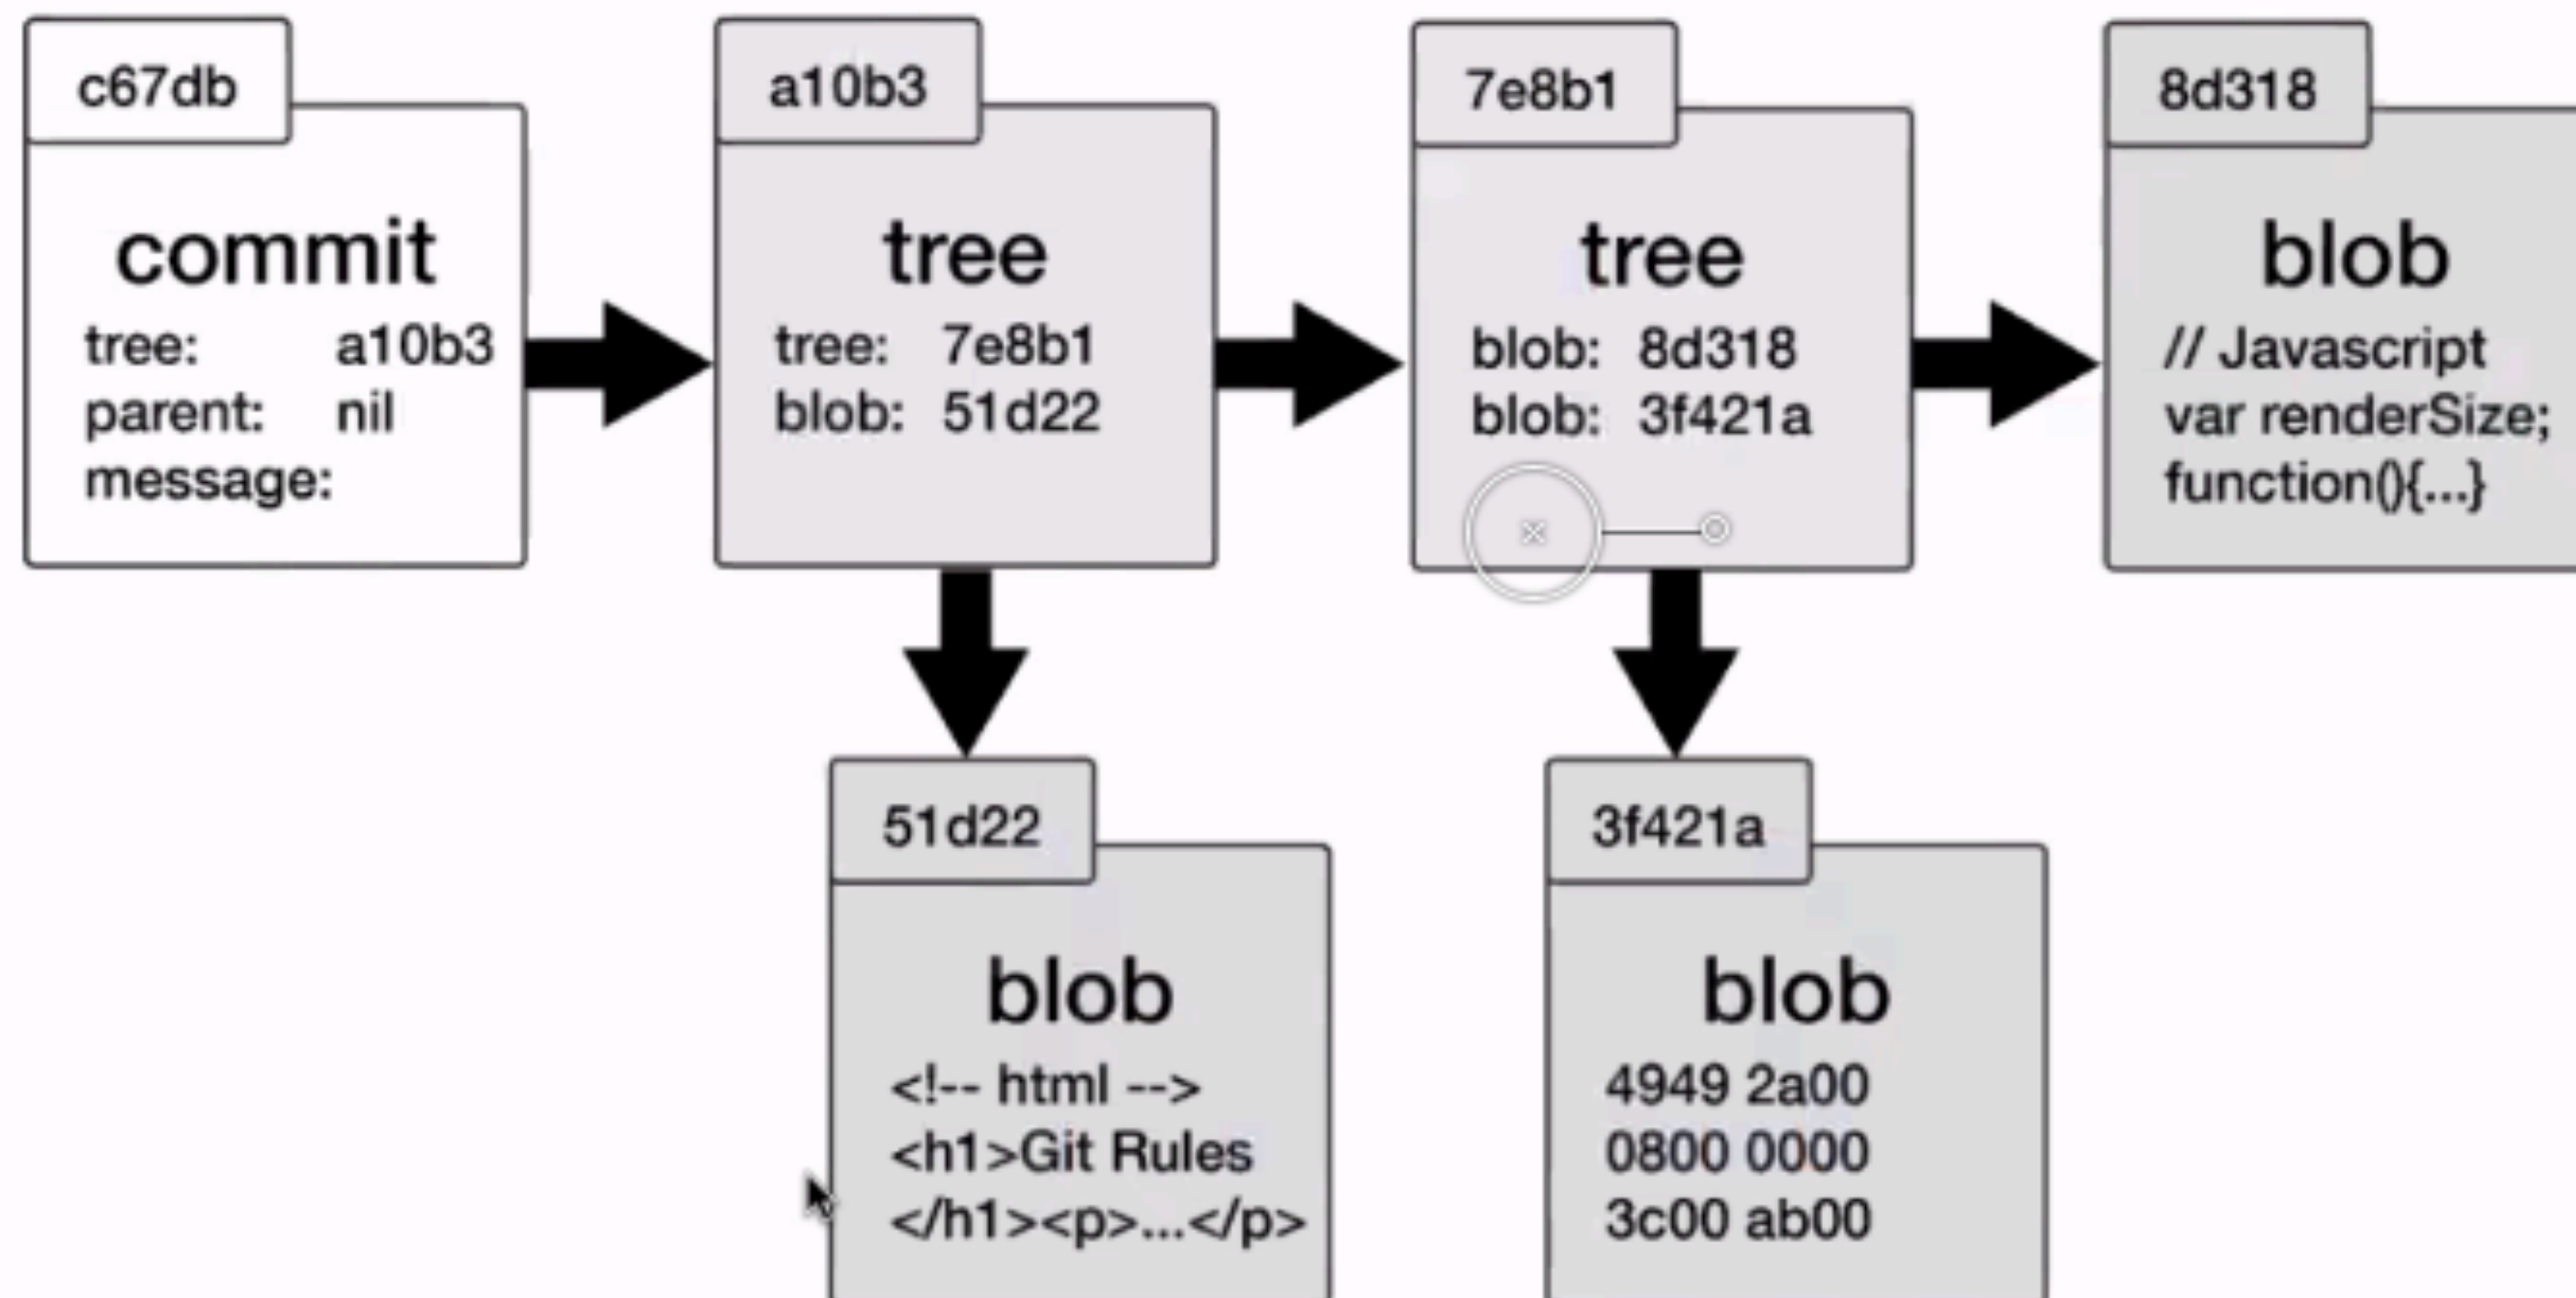 c67db
commit
tree: a10b3
parent: nil
message:
a10b3
tree
tree: 7e8b1
blob: 51d22
7e8b1
tree
blob: 8d318
blob: 3f421a
8d318
blob
// Javascript
var renderSize;
function(){...}
51d22
blob
<!-- html -->
<h1>Git Rules
</h1><p>...</p>
3f421a
blob
4949 2a00
0800 0000
3c00 ab00